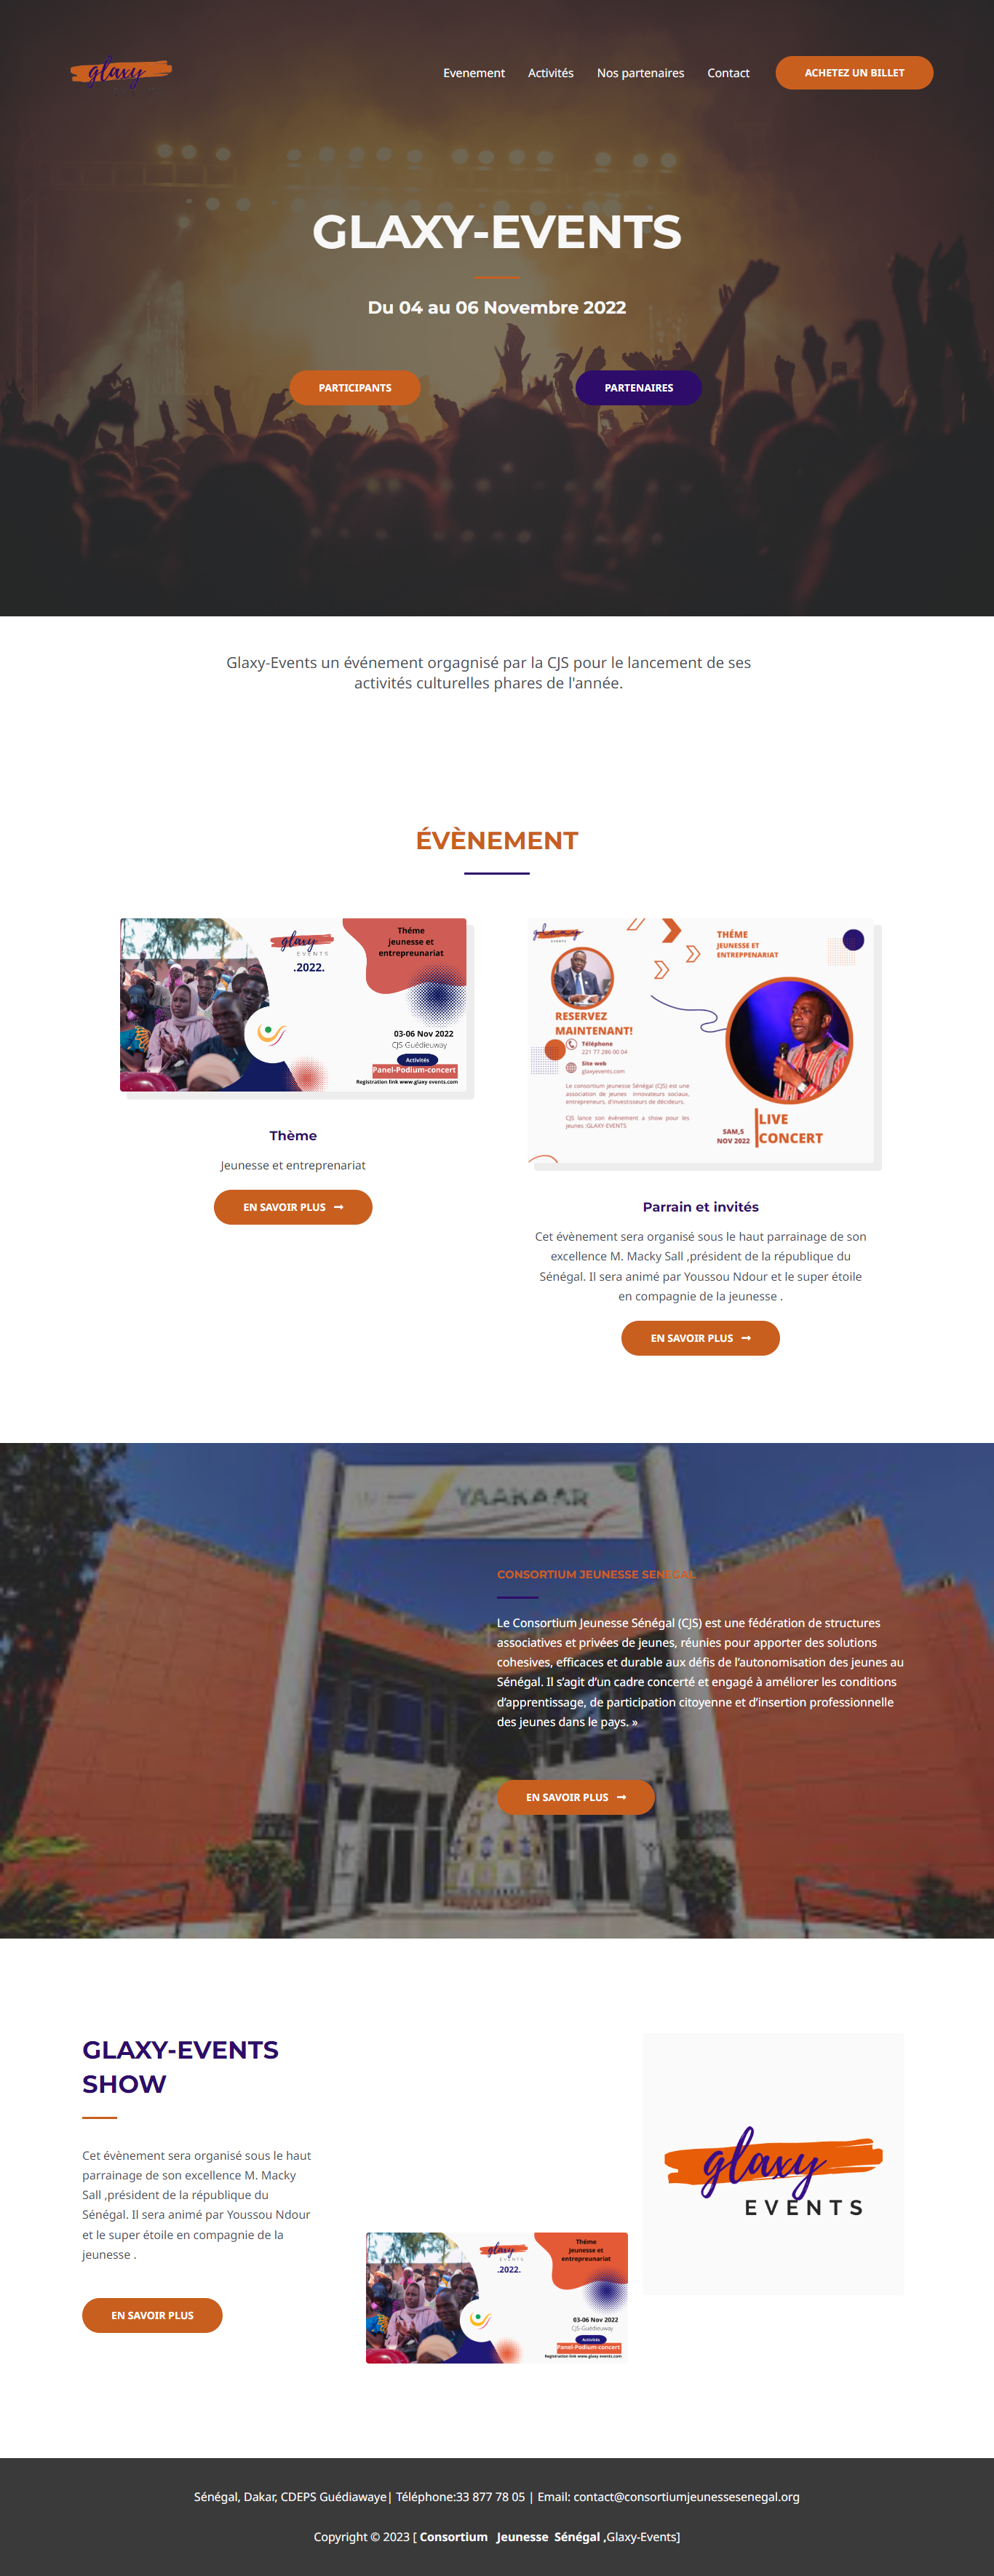 glaxy
Evenement Activités Nos partenaires Contact ACHETEZ UN BILLET
GLAXY-EVENTS
Du 04 au 06 Novembre 2022
PARTICIPANTS PARTENAIRES
Glaxy-Events un événement orgagnisé par la CJS pour le lancement de ses
activités culturelles phares de l'année.
ÉVÈNEMENT
glaxy
EVENTS
.2022.
Théme
jeunesse et
entrepreunariat
03-06 Nov 2022
CJS Guédieuway
Activités
Panel-Podium-concert
Registration link www.glaxy events.com
Thème
Jeunesse et entreprenariat
EN SAVOIR PLUS
glaxy
EVENTS
THÉME
JEUNESSE ET
ENTREPPENARIAT
RESERVEZ
MAINTENANT!
Téléphone
221 77 286 00 04
Site web
glaxyevents.com
Le consortium jeunesse Sénégal (CJS) est une
association de jeunes innovateurs sociaux,
entrepreneurs, d'investisseurs de décideurs.
CJS lance son évènement a show pour les
jeunes :GLAXY-EVENTS
SAM,5
NOV 2022
LIVE
CONCERT
Parrain et invités
Cet évènement sera organisé sous le haut parrainage de son
excellence M. Macky Sall ,président de la république du
Sénégal. Il sera animé par Youssou Ndour et le super étoile
en compagnie de la jeunesse .
EN SAVOIR PLUS
YAAKAAR
CONSORTIUM JEUNESSE SENEGAL
Le Consortium Jeunesse Sénégal (CJS) est une fédération de structures
associatives et privées de jeunes, réunies pour apporter des solutions
cohesives, efficaces et durable aux défis de l’autonomisation des jeunes au
Sénégal. Il s’agit d’un cadre concerté et engagé à améliorer les conditions
d’apprentissage, de participation citoyenne et d’insertion professionnelle
des jeunes dans le pays. »
EN SAVOIR PLUS
GLAXY-EVENTS
SHOW
Cet évènement sera organisé sous le haut
parrainage de son excellence M. Macky
Sall ,président de la république du
Sénégal. Il sera animé par Youssou Ndour
et le super étoile en compagnie de la
jeunesse .
EN SAVOIR PLUS
glaxy
EVENTS
.2022.
Théme
jeunesse et
entrepreunariat
03-06 Nov 2022
CJS Guédieuway
Activités
Panel-Podium-concert
Registration link www.glaxy events.com
glaxy
EVENTS
Sénégal, Dakar, CDEPS Guédiawaye| Téléphone:33 877 78 05 | Email: contact@consortiumjeunessesenegal.org
Copyright © 2023 [ Consortium Jeunesse Sénégal ,Glaxy-Events]